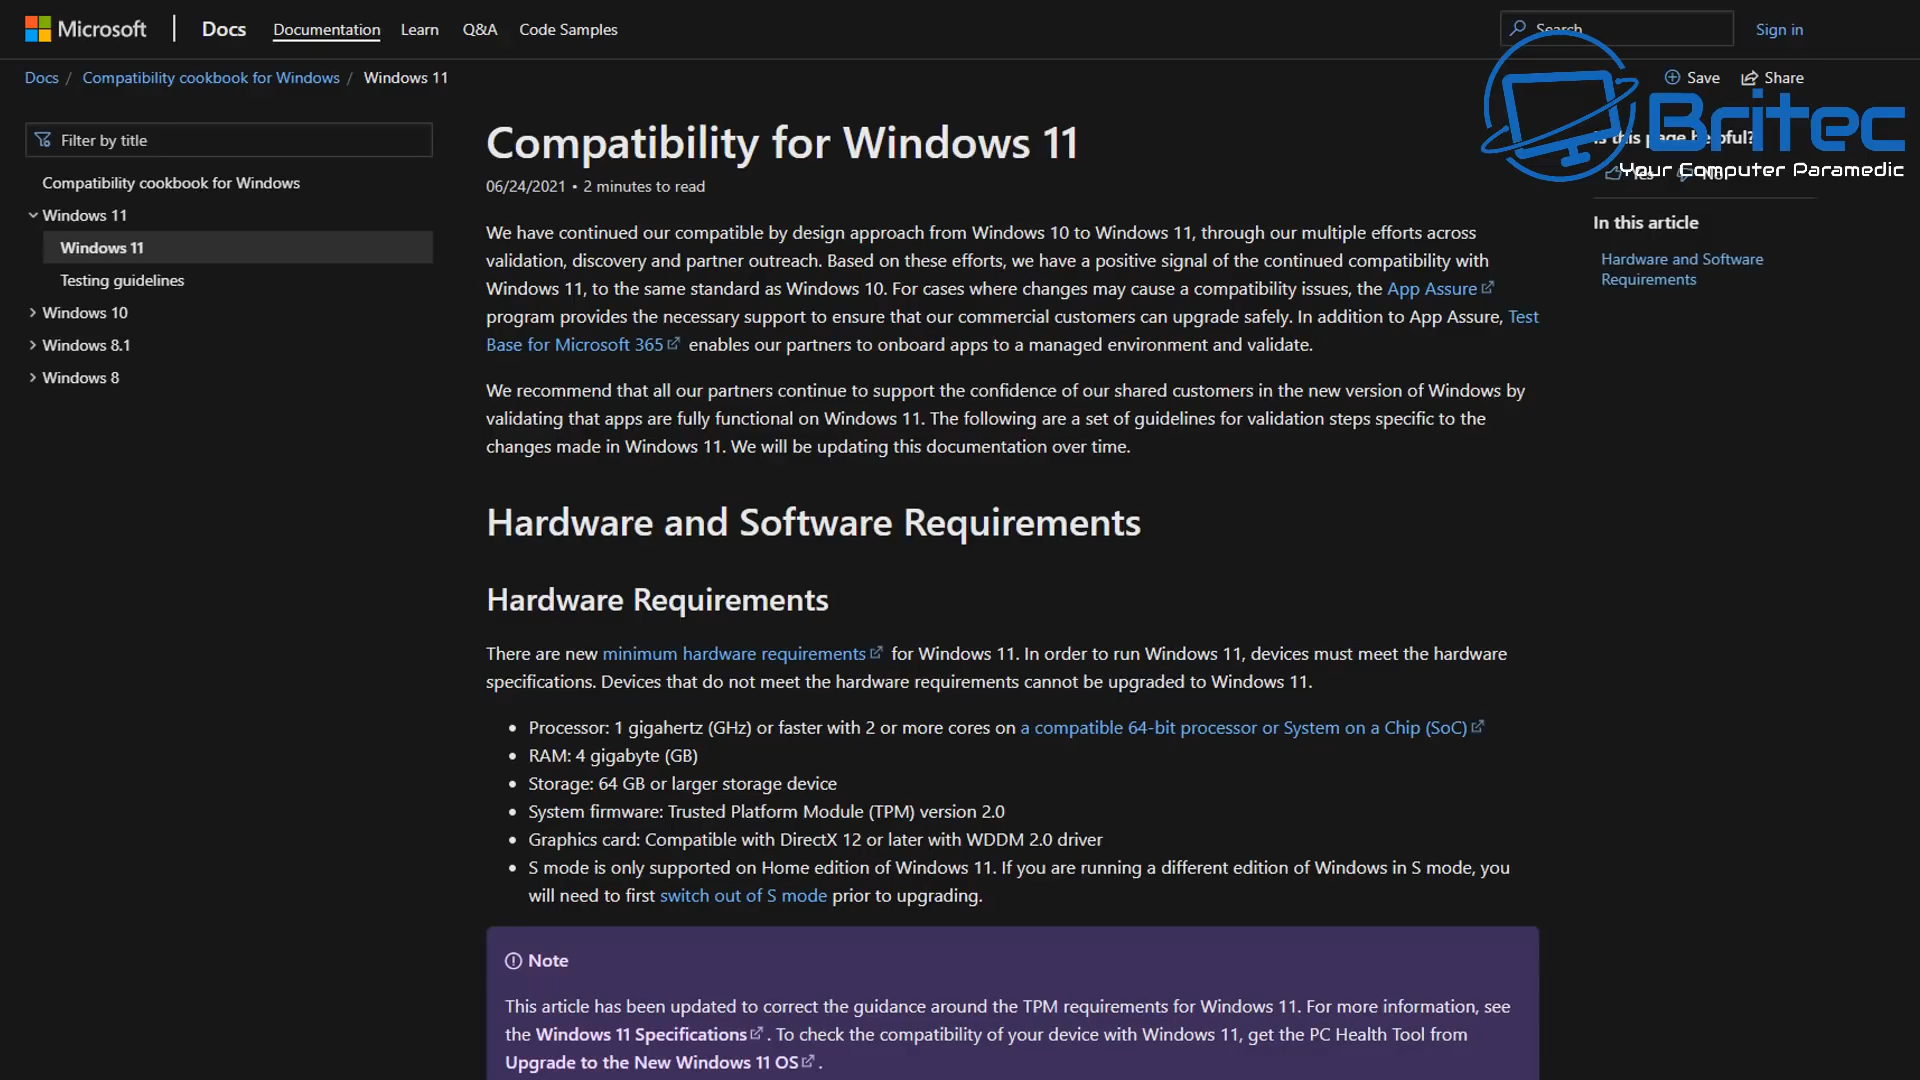 Microsoft
Docs
Documentation
Learn
Q&A
Code Samples
Search
Sign in
Docs / Compatibility cookbook for Windows / Windows 11
Save
Share
Britec
Your Computer Paramedic
Filter by title
Compatibility cookbook for Windows
Windows 11
Windows 11
Testing guidelines
Windows 10
Windows 8.1
Windows 8
Compatibility for Windows 11
06/24/2021 • 2 minutes to read
We have continued our compatible by design approach from Windows 10 to Windows 11, through our multiple efforts across
validation, discovery and partner outreach. Based on these efforts, we have a positive signal of the continued compatibility with
Windows 11, to the same standard as Windows 10. For cases where changes may cause a compatibility issues, the App Assure
program provides the necessary support to ensure that our commercial customers can upgrade safely. In addition to App Assure, Test
Base for Microsoft 365 enables our partners to onboard apps to a managed environment and validate.
We recommend that all our partners continue to support the confidence of our shared customers in the new version of Windows by
validating that apps are fully functional on Windows 11. The following are a set of guidelines for validation steps specific to the
changes made in Windows 11. We will be updating this documentation over time.
Hardware and Software Requirements
Hardware Requirements
There are new minimum hardware requirements for Windows 11. In order to run Windows 11, devices must meet the hardware
specifications. Devices that do not meet the hardware requirements cannot be upgraded to Windows 11.
• Processor: 1 gigahertz (GHz) or faster with 2 or more cores on a compatible 64-bit processor or System on a Chip (SoC)
• RAM: 4 gigabyte (GB)
• Storage: 64 GB or larger storage device
• System firmware: Trusted Platform Module (TPM) version 2.0
• Graphics card: Compatible with DirectX 12 or later with WDDM 2.0 driver
• S mode is only supported on Home edition of Windows 11. If you are running a different edition of Windows in S mode, you
will need to first switch out of S mode prior to upgrading.
Note
This article has been updated to correct the guidance around the TPM requirements for Windows 11. For more information, see
the Windows 11 Specifications. To check the compatibility of your device with Windows 11, get the PC Health Tool from
Upgrade to the New Windows 11 OS.
Is this page helpful?
Yes
No
In this article
Hardware and Software
Requirements